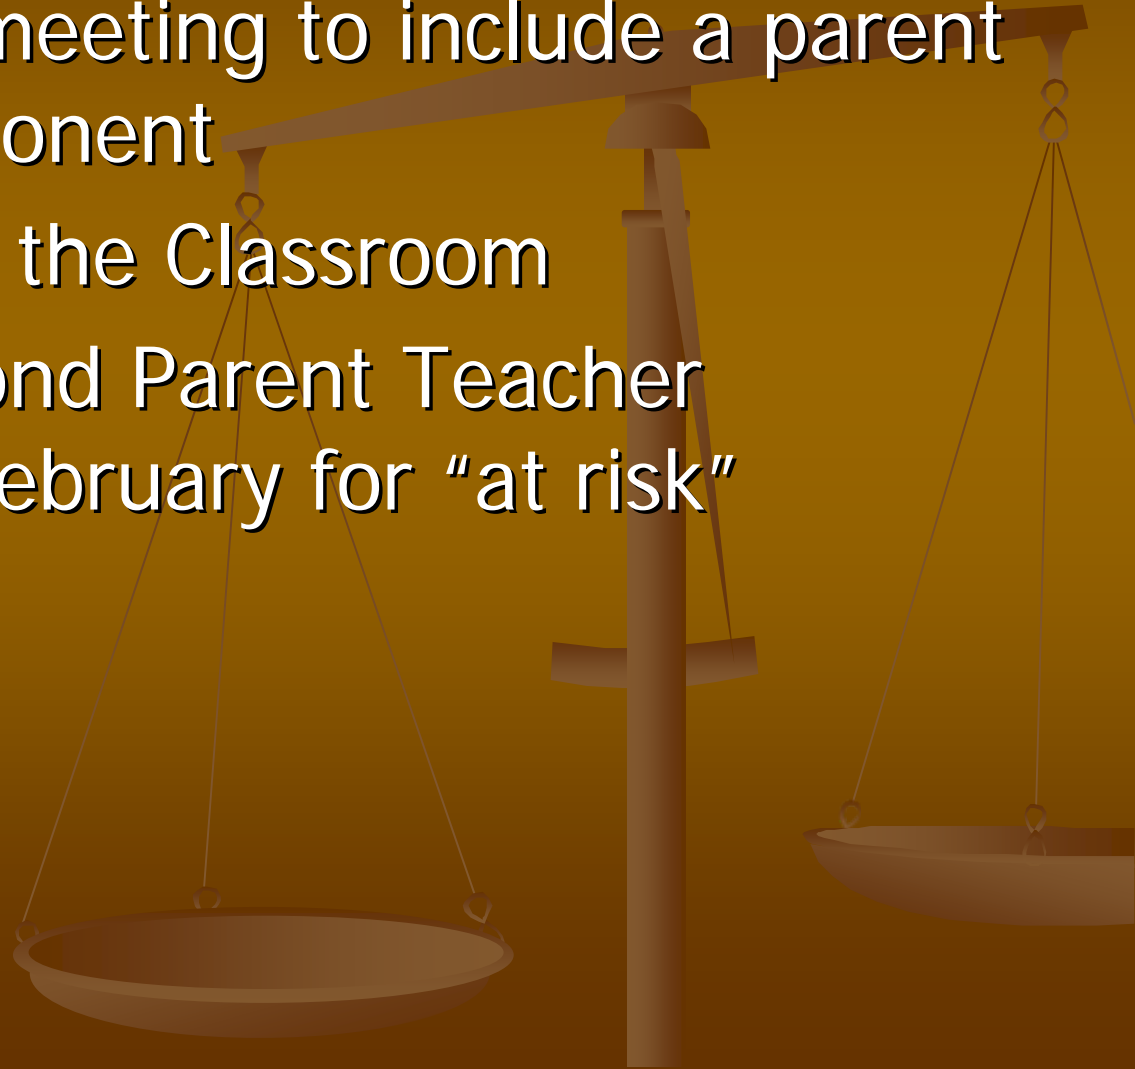 meeting to include a parent
onent
the Classroom
ond Parent Teacher
ebruary for “at risk”